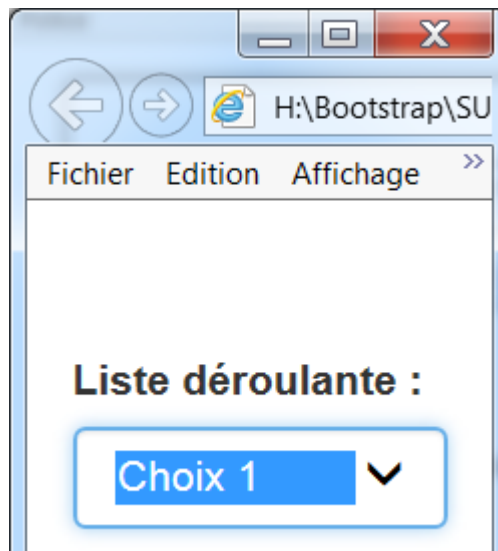 H:\Bootstrap\SU
Fichier Edition Affichage »
Liste déroulante :
Choix 1